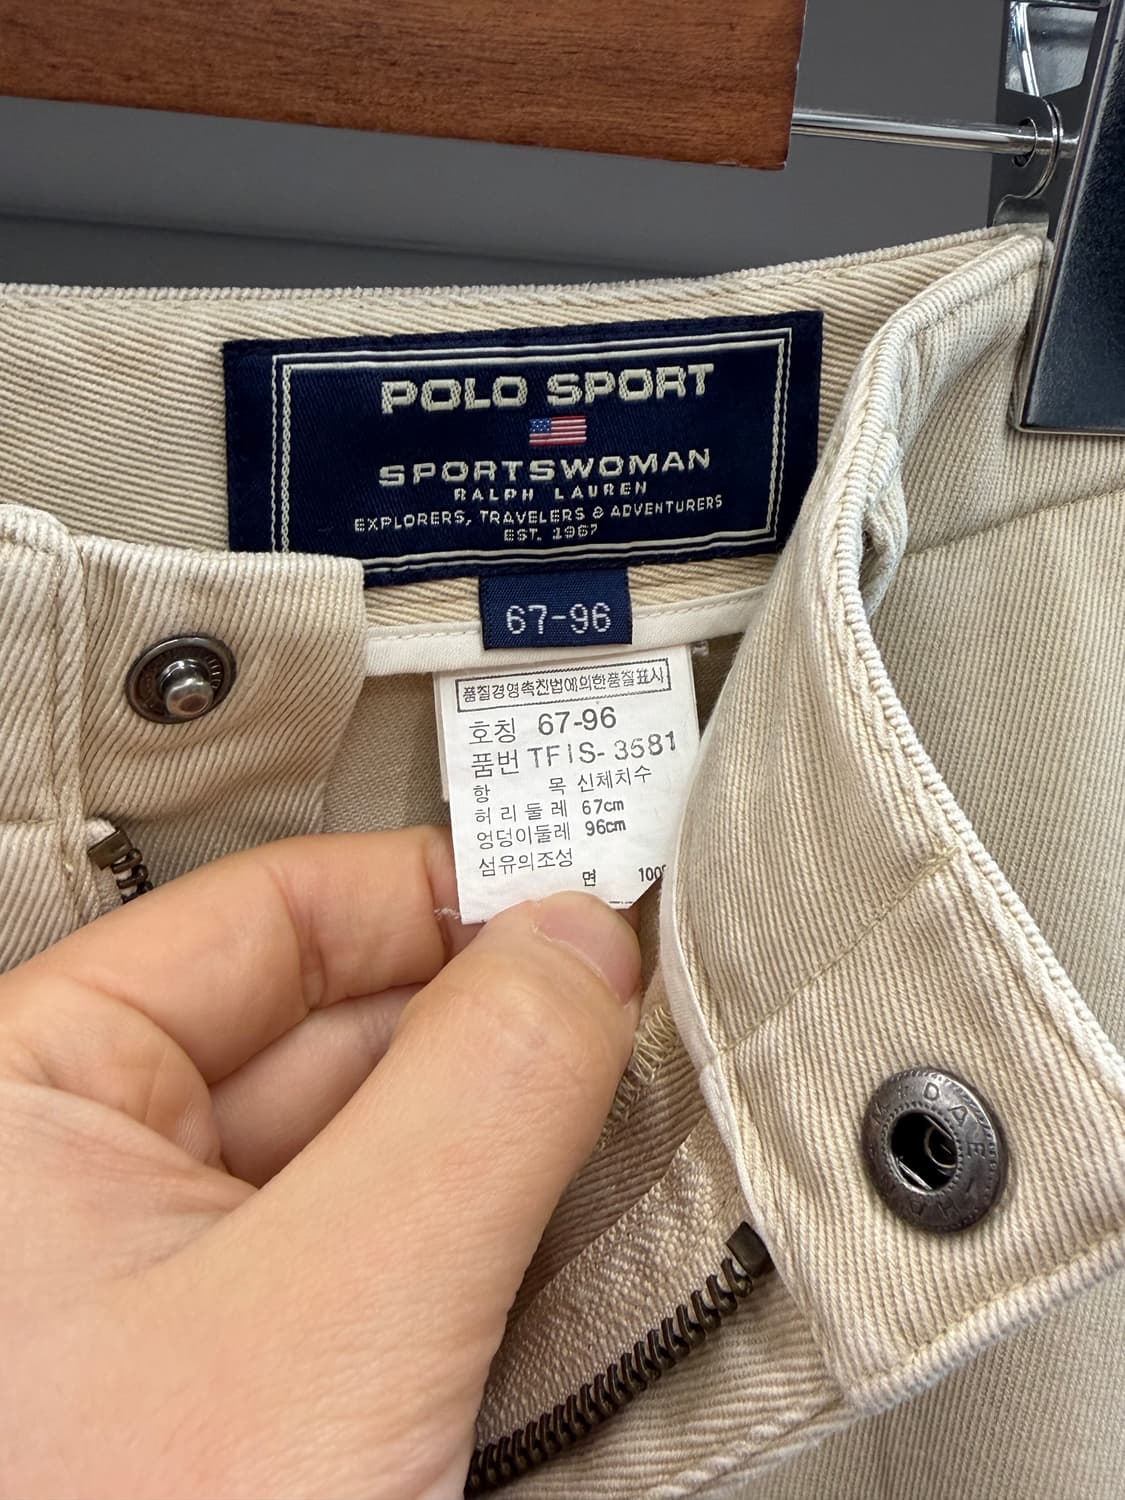 POLO SPORT
SPORTSWOMAN
RALPH LAUREN
EXPLORERS, TRAVELERS & ADVENTURERS
EST. 1967
67-96
품질경영촉진법에의한품질표시
호칭 67-96
품번 TFIS-3581
항 목 신체치수
허리둘레 67cm
엉덩이둘레 96cm
섬유의조성
면 100